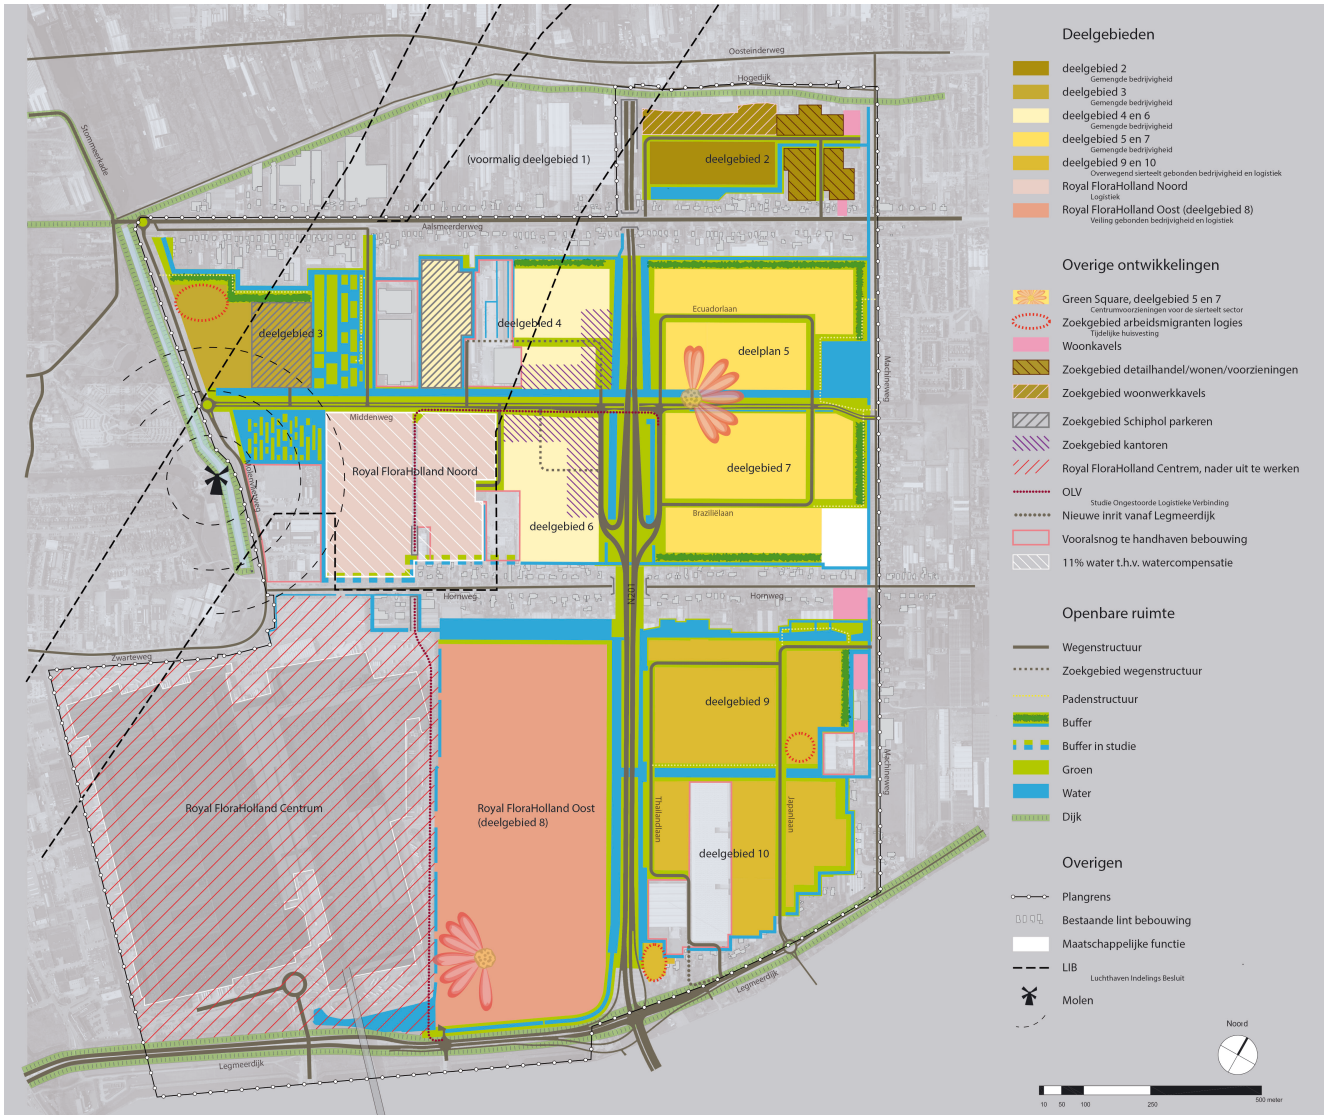 Oosteinderweg
Hogedijk
Stommeerkade
(voormalig deelgebied 1)
deelgebied 2
Aalsmeerderweg
deelgebied 3
deelgebied 4
Ecuadorlaan
deelplan 5
Machineweg
Middenweg
Royal FloraHolland Noord
deelgebied 7
Braziliëlaan
deelgebied 6
Molenvlietweg
Hornweg
N201
Hornweg
Zwarteweg
deelgebied 9
Machineweg
Royal FloraHolland Centrum
Royal FloraHolland Oost
(deelgebied 8)
Thailandlaan
Japanlaan
deelgebied 10
Legmeerdijk
Legmeerdijk
Deelgebieden
deelgebied 2
Gemengde bedrijvigheid
deelgebied 3
Gemengde bedrijvigheid
deelgebied 4 en 6
Gemengde bedrijvigheid
deelgebied 5 en 7
Gemengde bedrijvigheid
deelgebied 9 en 10
Overwegend sierteelt gebonden bedrijvigheid en logistiek
Royal FloraHolland Noord
Logistiek
Royal FloraHolland Oost (deelgebied 8)
Veiling gebonden bedrijvigheid en logistiek
Overige ontwikkelingen
Green Square, deelgebied 5 en 7
Centrumvoorzieningen voor de sierteelt sector
Zoekgebied arbeidsmigranten logies
Tijdelijke huisvesting
Woonkavels
Zoekgebied detailhandel/wonen/voorzieningen
Zoekgebied woonwerkkavels
Zoekgebied Schiphol parkeren
Zoekgebied kantoren
Royal FloraHolland Centrem, nader uit te werken
OLV
Studie Ongestoorde Logistieke Verbinding
Nieuwe inrit vanaf Legmeerdijk
Vooralsnog te handhaven bebouwing
11% water t.h.v. watercompensatie
Openbare ruimte
Wegenstructuur
Zoekgebied wegenstructuur
Padenstructuur
Buffer
Buffer in studie
Groen
Water
Dijk
Overigen
Plangrens
Bestaande lint bebouwing
Maatschappelijke functie
LIB
Luchthaven Indelings Besluit
Molen
Noord
10 50 100 250 500 meter